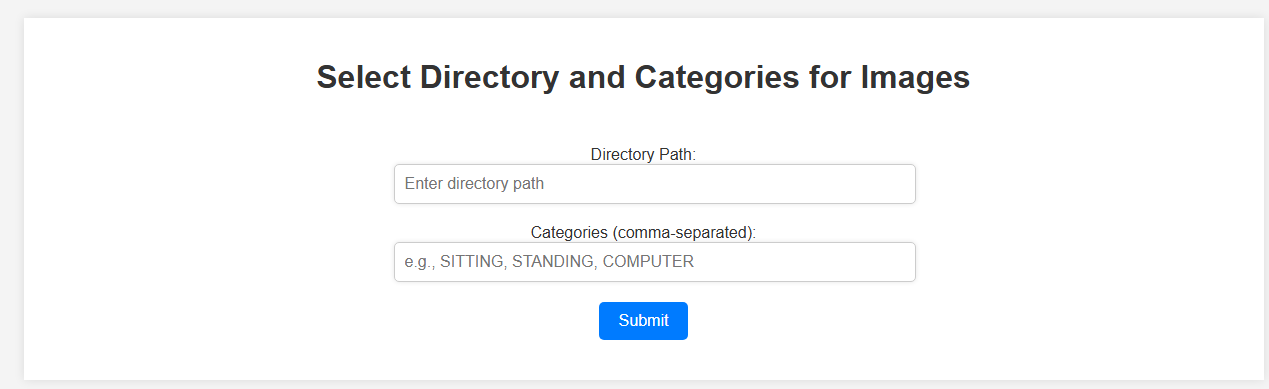 Select Directory and Categories for Images
Directory Path:
Enter directory path
Categories (comma-separated):
e.g., SITTING, STANDING, COMPUTER
Submit